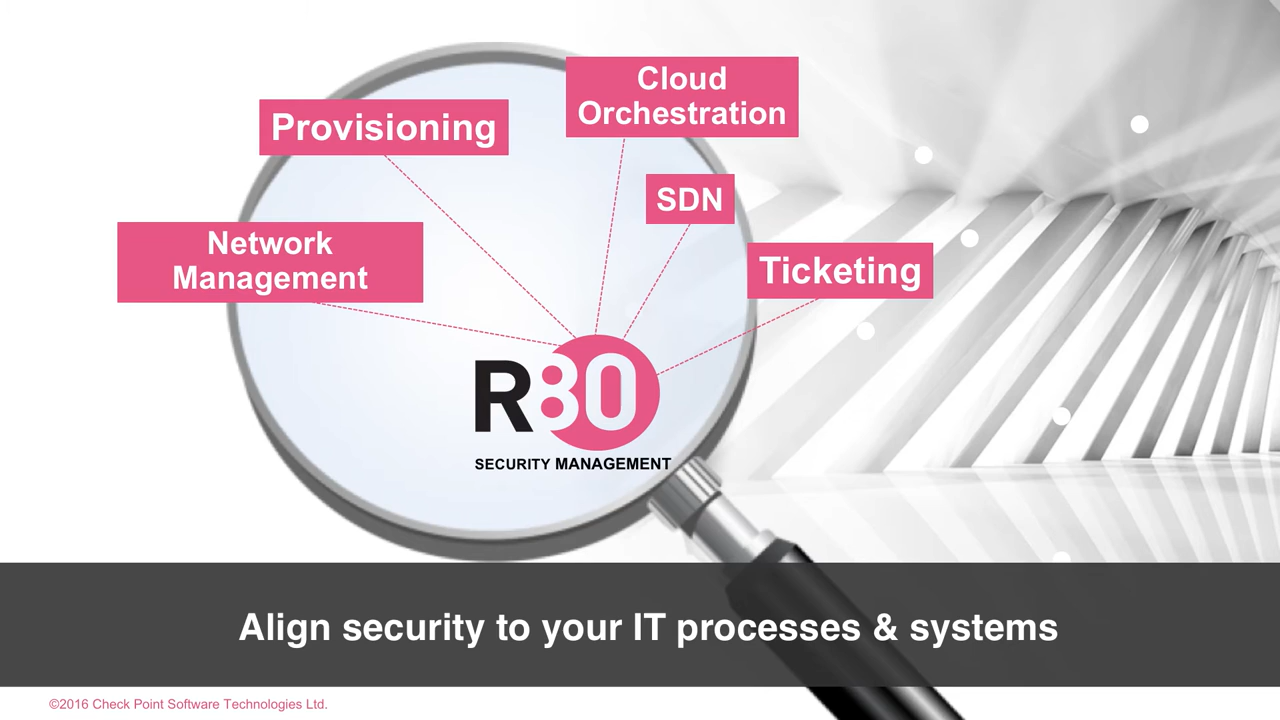 Cloud
Orchestration
Provisioning
SDN
Network
Management
Ticketing
R80
SECURITY MANAGEMENT
Align security to your IT processes & systems
©2016 Check Point Software Technologies Ltd.